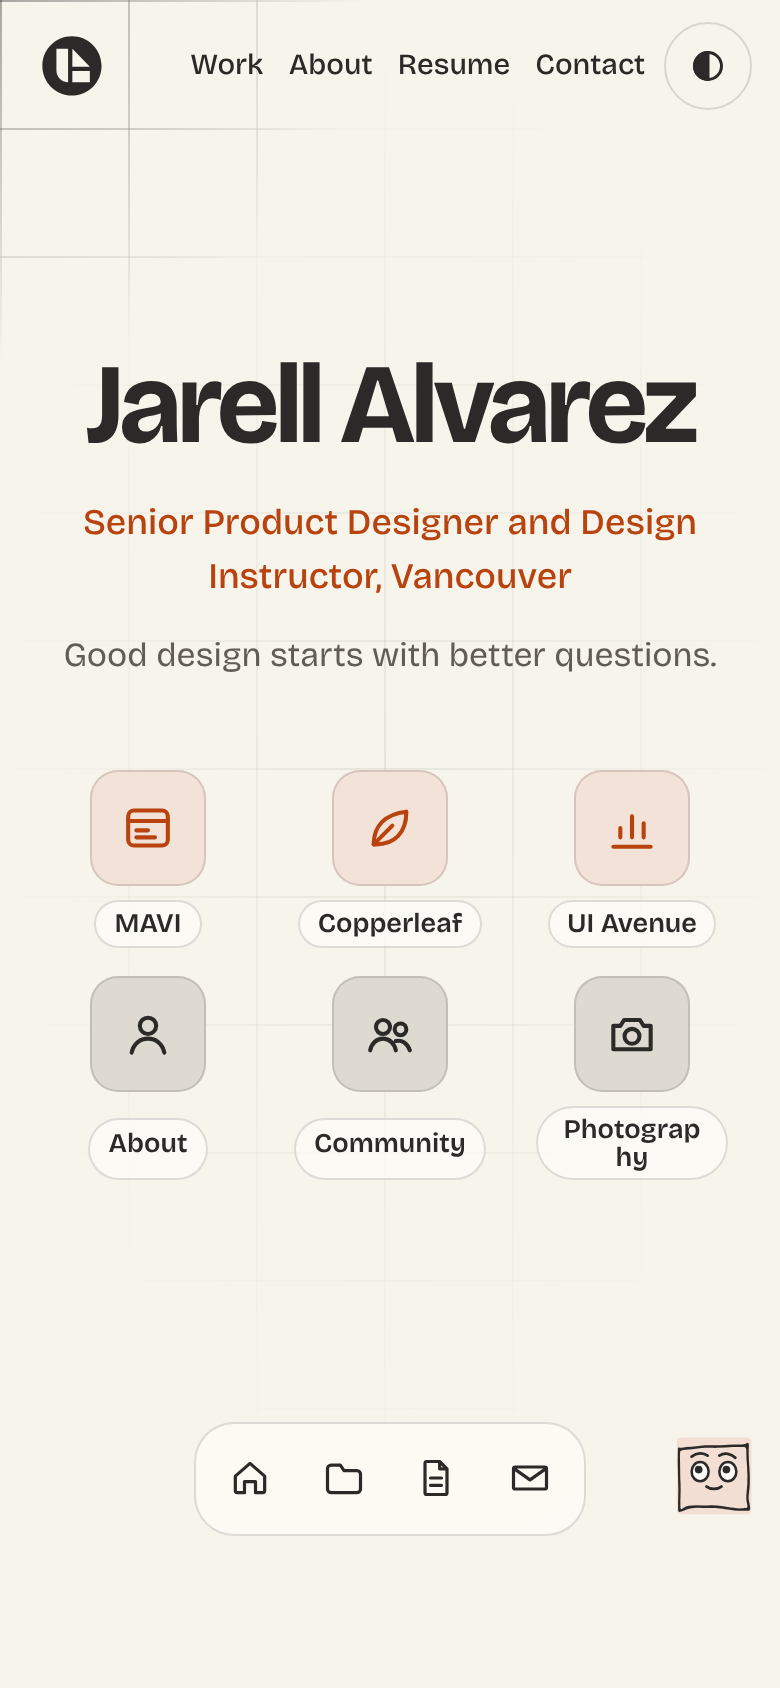 Work About Resume Contact
Jarell Alvarez
Senior Product Designer and Design
Instructor, Vancouver
Good design starts with better questions.
MAVI Copperleaf UI Avenue
About Community Photograp
hy